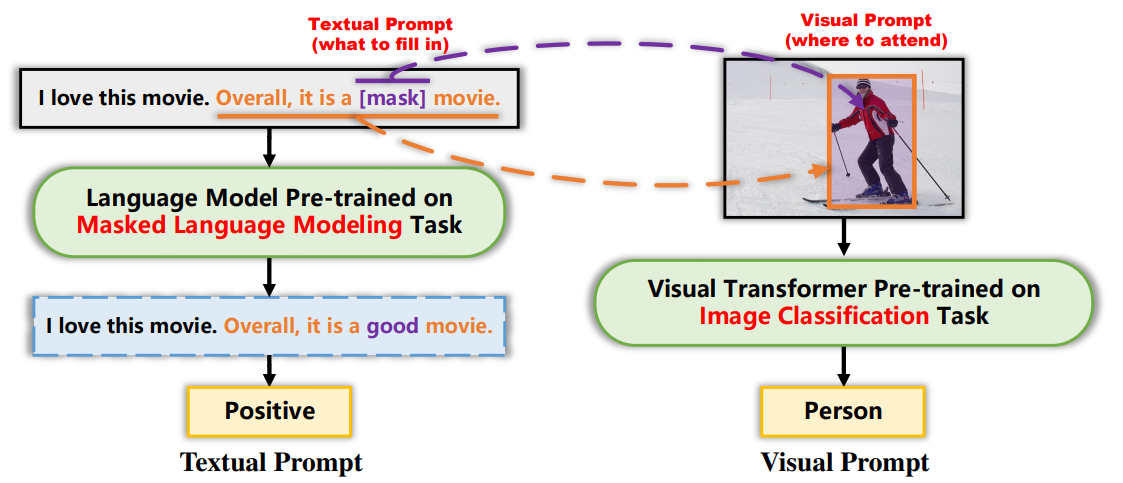 Textual Prompt
(what to fill in)
I love this movie. Overall, it is a [mask] movie.
Language Model Pre-trained on
Masked Language Modeling Task
I love this movie. Overall, it is a good movie.
Positive
Textual Prompt
Visual Prompt
(where to attend)
Visual Transformer Pre-trained on
Image Classification Task
Person
Visual Prompt